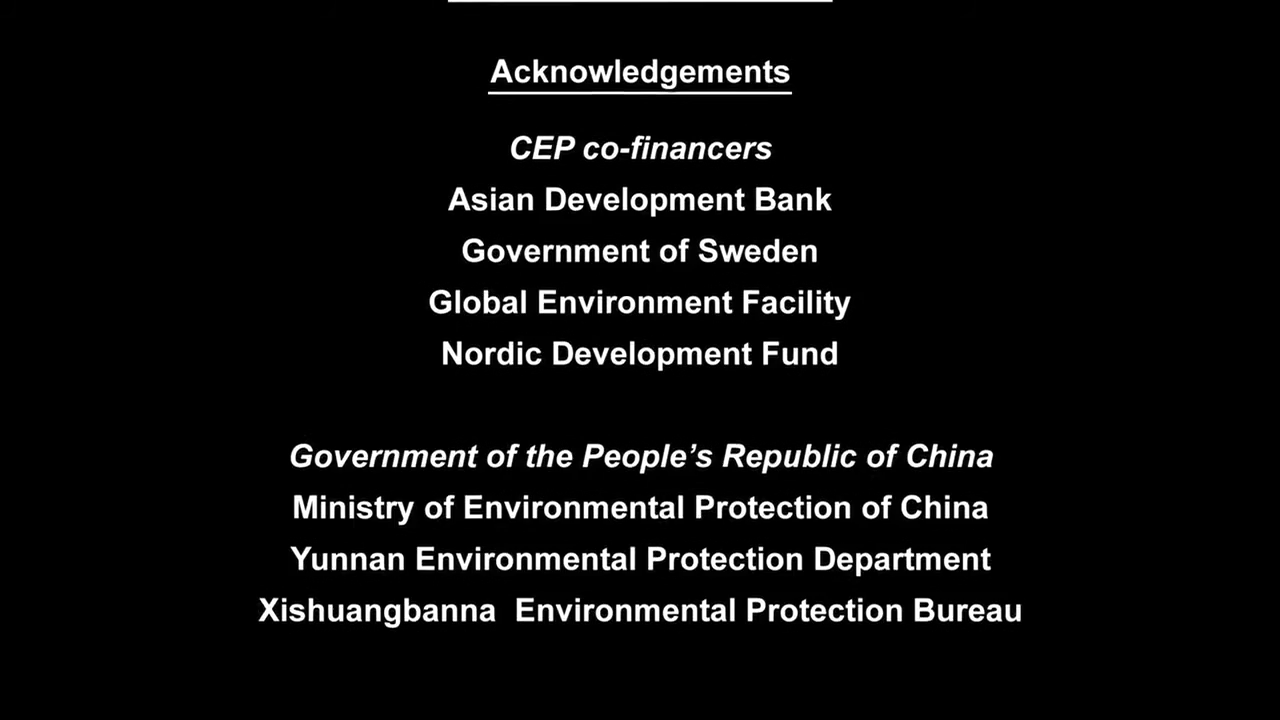 Acknowledgements
CEP co-financers
Asian Development Bank
Government of Sweden
Global Environment Facility
Nordic Development Fund
Government of the People’s Republic of China
Ministry of Environmental Protection of China
Yunnan Environmental Protection Department
Xishuangbanna  Environmental Protection Bureau